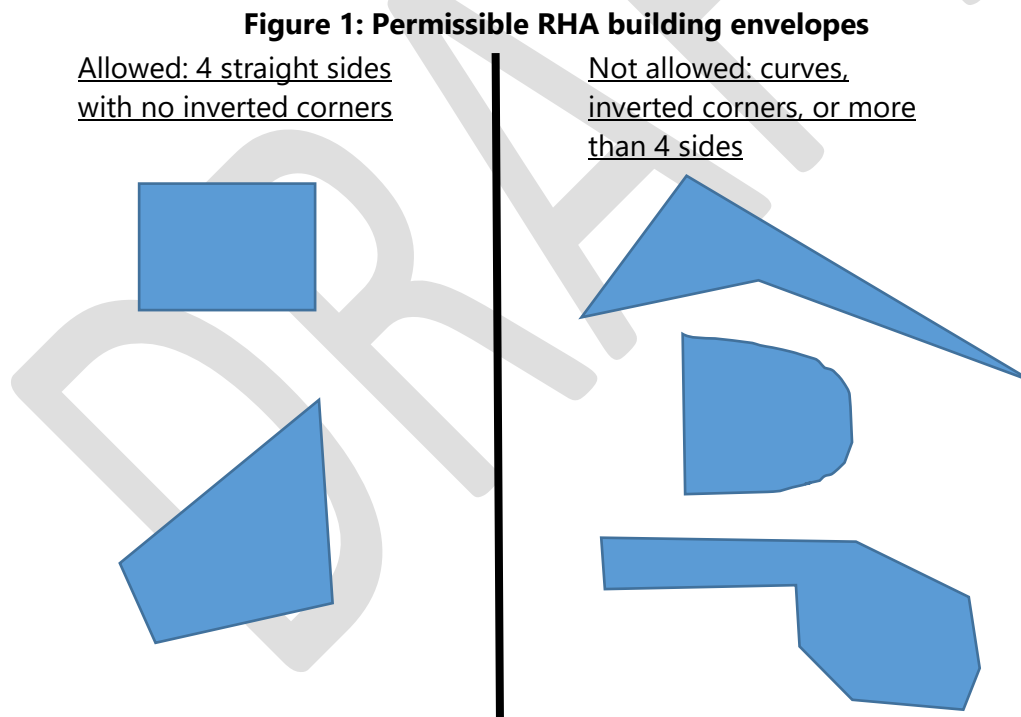 Figure 1: Permissible RHA building envelopes
Allowed: 4 straight sides
with no inverted corners
Not allowed: curves,
inverted corners, or more
than 4 sides
DRAF